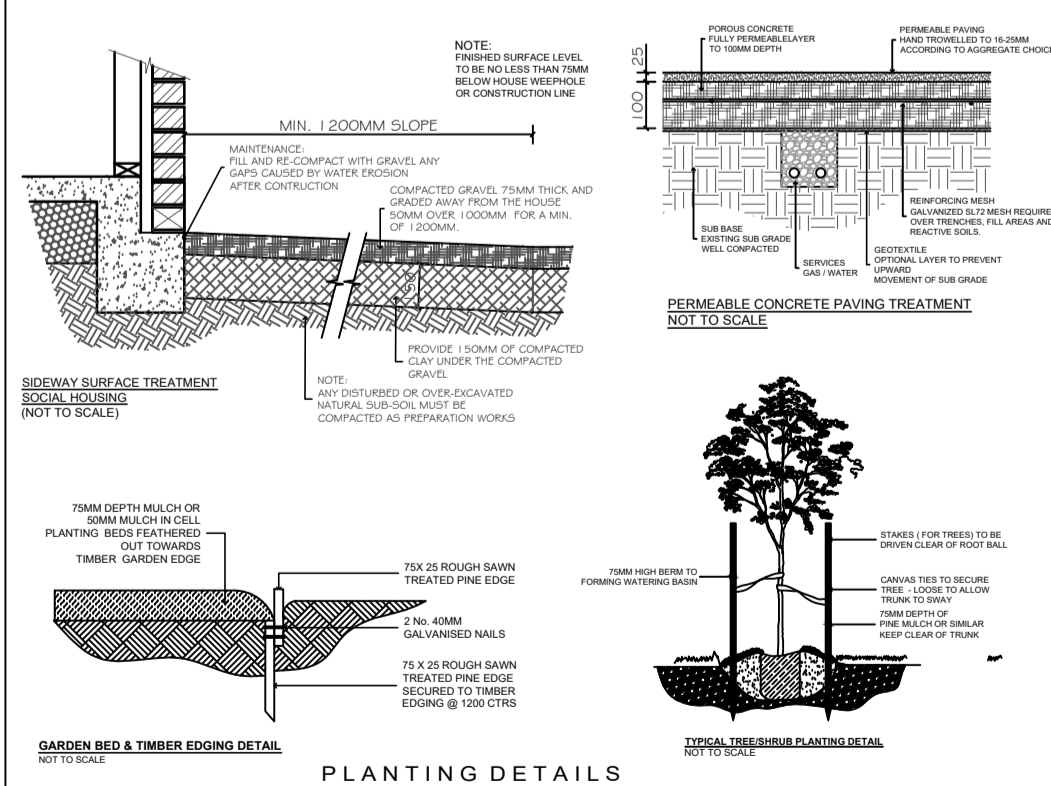 NOTE:
FINISHED SURFACE LEVEL
TO BE NO LESS THAN 75MM
BELOW HOUSE WEEPHOLE
OR CONSTRUCTION LINE
MIN. 1200MM SLOPE
MAINTENANCE:
FILL AND RE-COMPACT WITH GRAVEL ANY
GAPS CAUSED BY WATER EROSION
AFTER CONTRUCTION
COMPACTED GRAVEL 75MM THICK AND
GRADED AWAY FROM THE HOUSE
50MM OVER 1000MM FOR A MIN.
OF 1200MM.
150
PROVIDE 150MM OF COMPACTED
CLAY UNDER THE COMPACTED
GRAVEL
NOTE:
ANY DISTURBED OR OVER-EXCAVATED
NATURAL SUB-SOIL MUST BE
COMPACTED AS PREPARATION WORKS
SIDEWAY SURFACE TREATMENT
SOCIAL HOUSING
(NOT TO SCALE)
POROUS CONCRETE
FULLY PERMEABLELAYER
TO 100MM DEPTH
PERMEABLE PAVING
HAND TROWELLED TO 16-25MM
ACCORDING TO AGGREGATE CHOICE
25
100
SUB BASE
EXISTING SUB GRADE
WELL CONPACTED
SERVICES
GAS / WATER
REINFORCING MESH
GALVANIZED SL72 MESH REQUIRE
OVER TRENCHES, FILL AREAS AND
REACTIVE SOILS.
GEOTEXTILE
OPTIONAL LAYER TO PREVENT
UPWARD
MOVEMENT OF SUB GRADE
PERMEABLE CONCRETE PAVING TREATMENT
NOT TO SCALE
75MM DEPTH MULCH OR
50MM MULCH IN CELL
PLANTING BEDS FEATHERED
OUT TOWARDS
TIMBER GARDEN EDGE
75X 25 ROUGH SAWN
TREATED PINE EDGE
2 No. 40MM
GALVANISED NAILS
75 X 25 ROUGH SAWN
TREATED PINE EDGE
SECURED TO TIMBER
EDGING @ 1200 CTRS
GARDEN BED & TIMBER EDGING DETAIL
NOT TO SCALE
75MM HIGH BERM TO
FORMING WATERING BASIN
STAKES ( FOR TREES) TO BE
DRIVEN CLEAR OF ROOT BALL
CANVAS TIES TO SECURE
TREE - LOOSE TO ALLOW
TRUNK TO SWAY
75MM DEPTH OF
PINE MULCH OR SIMILAR
KEEP CLEAR OF TRUNK
TYPICAL TREE/SHRUB PLANTING DETAIL
NOT TO SCALE
PLANTING DETAILS